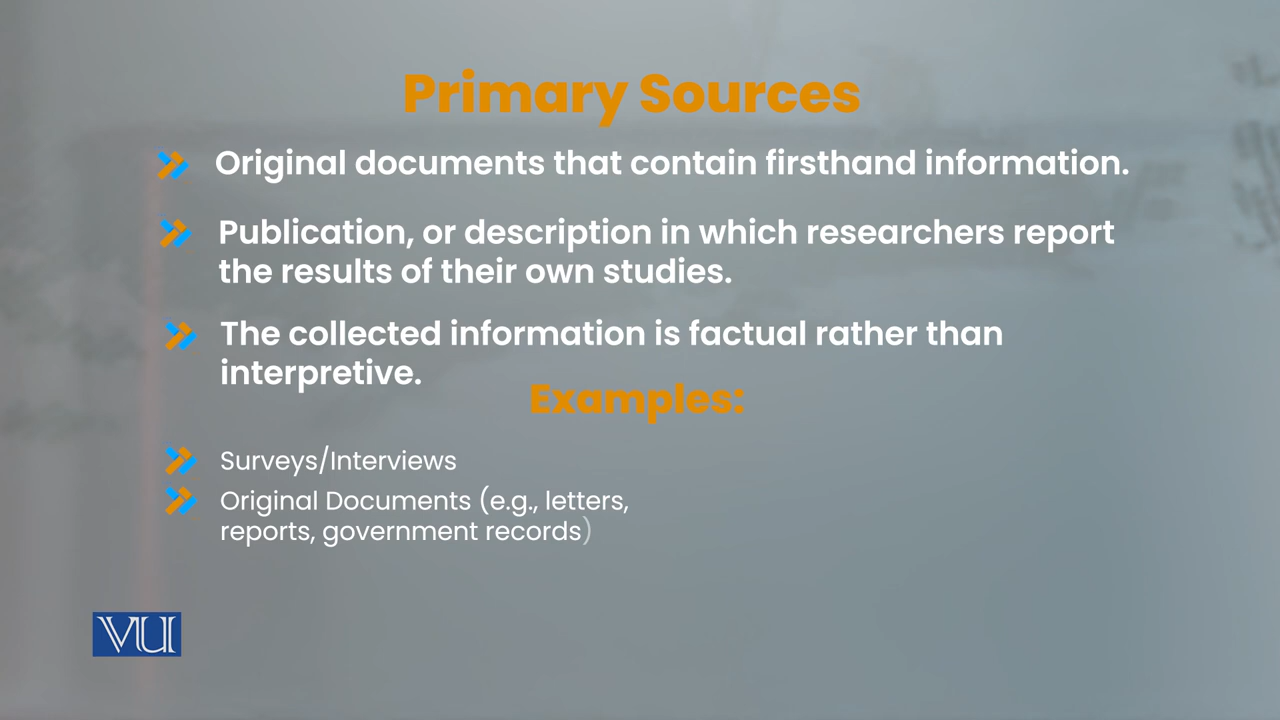 Primary Sources
Original documents that contain firsthand information.
Publication, or description in which researchers report
the results of their own studies.
The collected information is factual rather than
interpretive.
Examples:
Surveys/Interviews
Original Documents (e.g., letters,
reports, government records)
VU